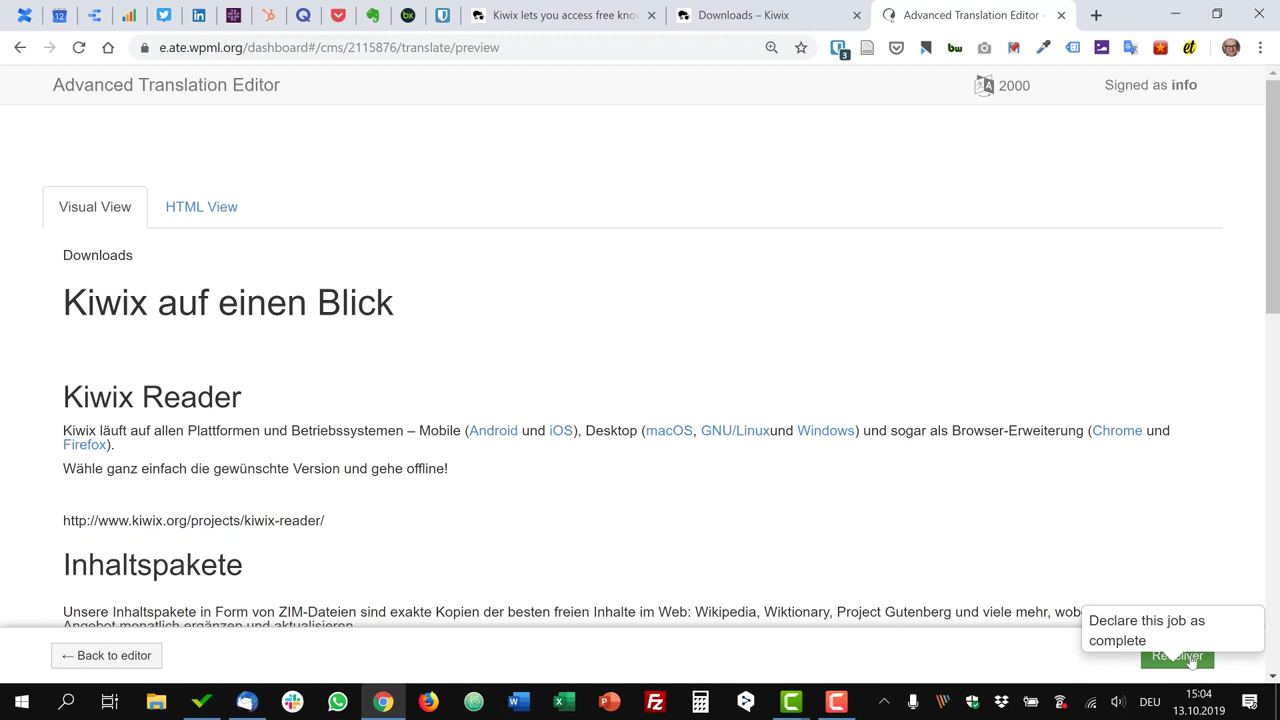 Kiwix lets you access free kno
Downloads – Kiwix
Advanced Translation Editor -
e.ate.wpml.org/dashboard#/cms/2115876/translate/preview
Advanced Translation Editor
2000
Signed as info
Visual View
HTML View
Downloads
Kiwix auf einen Blick
Kiwix Reader
Kiwix läuft auf allen Plattformen und Betriebssystemen – Mobile (Android und iOS), Desktop (macOS, GNU/Linuxund Windows) und sogar als Browser-Erweiterung (Chrome und
Firefox).
Wähle ganz einfach die gewünschte Version und gehe offline!
http://www.kiwix.org/projects/kiwix-reader/
Inhaltspakete
Unsere Inhaltspakete in Form von ZIM-Dateien sind exakte Kopien der besten freien Inhalte im Web: Wikipedia, Wiktionary, Project Gutenberg und viele mehr, wobe
Angebot monatlich ergänzen und aktualisieren
Declare this job as
complete
← Back to editor
DEU
15:04
13.10.2019